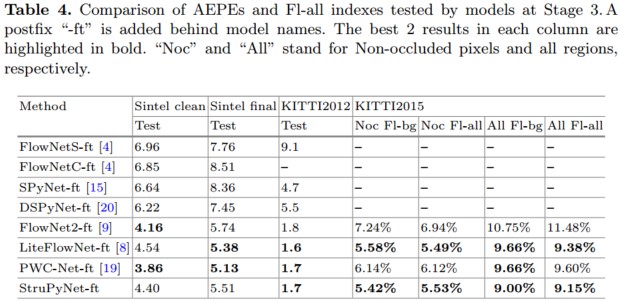 Table 4. Comparison of AEPEs and Fl-all indexes tested by models at Stage 3. A
postfix “-ft” is added behind model names. The best 2 results in each column are
highlighted in bold. “Noc” and “All” stand for Non-occluded pixels and all regions,
respectively.
Method Sintel clean Sintel final KITTI2012 KITTI2015
Test Test Test Noc Fl-bg Noc Fl-all All Fl-bg All Fl-all
FlowNetS-ft [4] 6.96 7.76 9.1 – – – –
FlowNetC-ft [4] 6.85 8.51 – – – – –
SPyNet-ft [15] 6.64 8.36 4.7 – – – –
DSPyNet-ft [20] 6.22 7.45 5.5 – – – –
FlowNet2-ft [9] 4.16 5.74 1.8 7.24% 6.94% 10.75% 11.48%
LiteFlowNet-ft [8] 4.54 5.38 1.6 5.58% 5.49% 9.66% 9.38%
PWC-Net-ft [19] 3.86 5.13 1.7 6.14% 6.12% 9.66% 9.60%
StruPyNet-ft 4.40 5.51 1.7 5.42% 5.53% 9.00% 9.15%